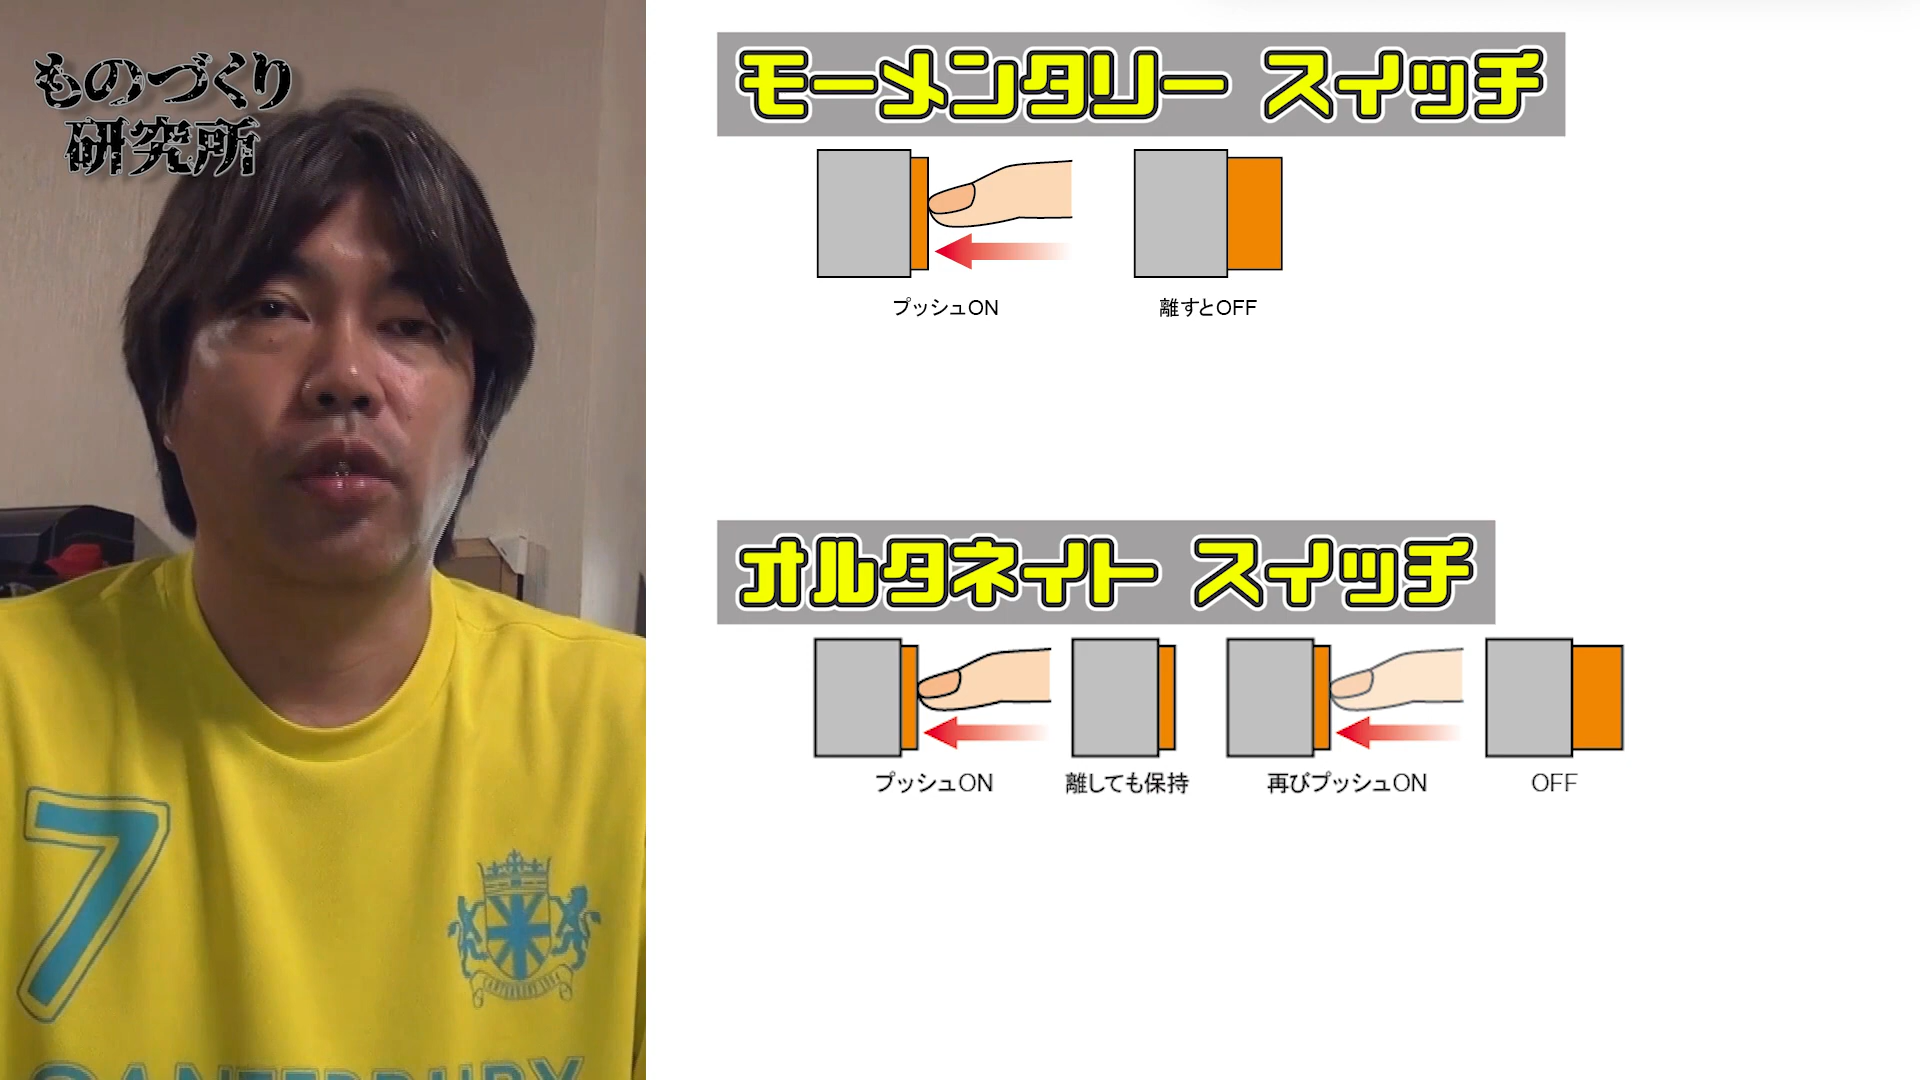 ものづくり
研究所
モーメンタリー スイッチ
プッシュON
離すとOFF
オルタネイト スイッチ
プッシュON
離しても保持
再びプッシュON
OFF
7
CANTERBURY